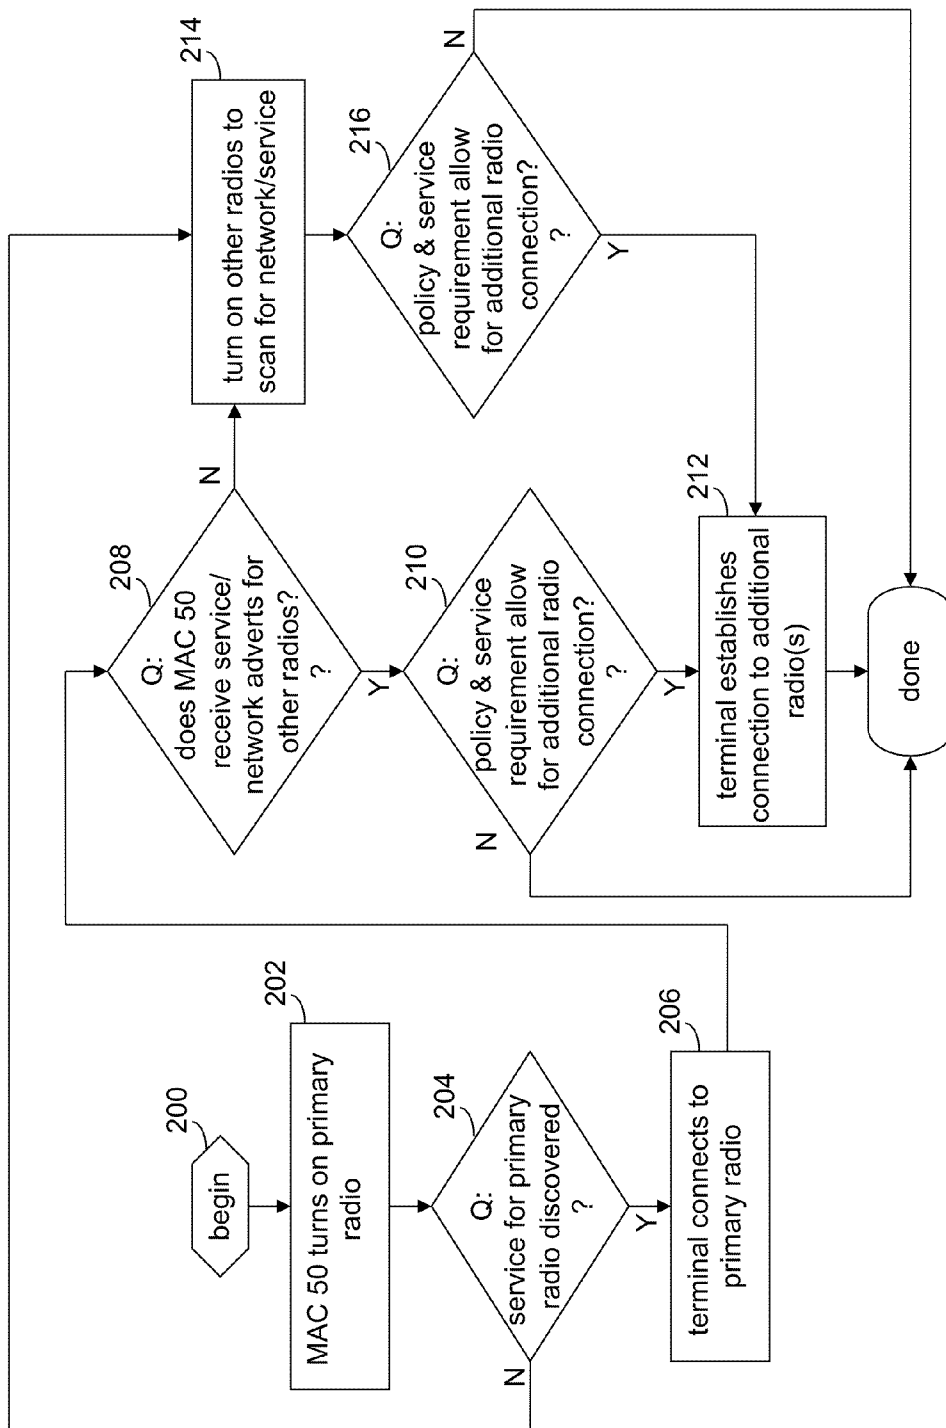 begin
200
MAC 50 turns on primary
radio
202
Q:
service for primary
radio discovered
?
204
N
Y
terminal connects to
primary radio
206
Q:
does MAC 50
receive service/
network adverts for
other radios?
?
208
N
Y
Q:
policy & service
requirement allow
for additional radio
connection?
?
210
N
Y
terminal establishes
connection to additional
radio(s)
212
turn on other radios to
scan for network/service
214
Q:
policy & service
requirement allow
for additional radio
connection?
?
216
N
Y
done